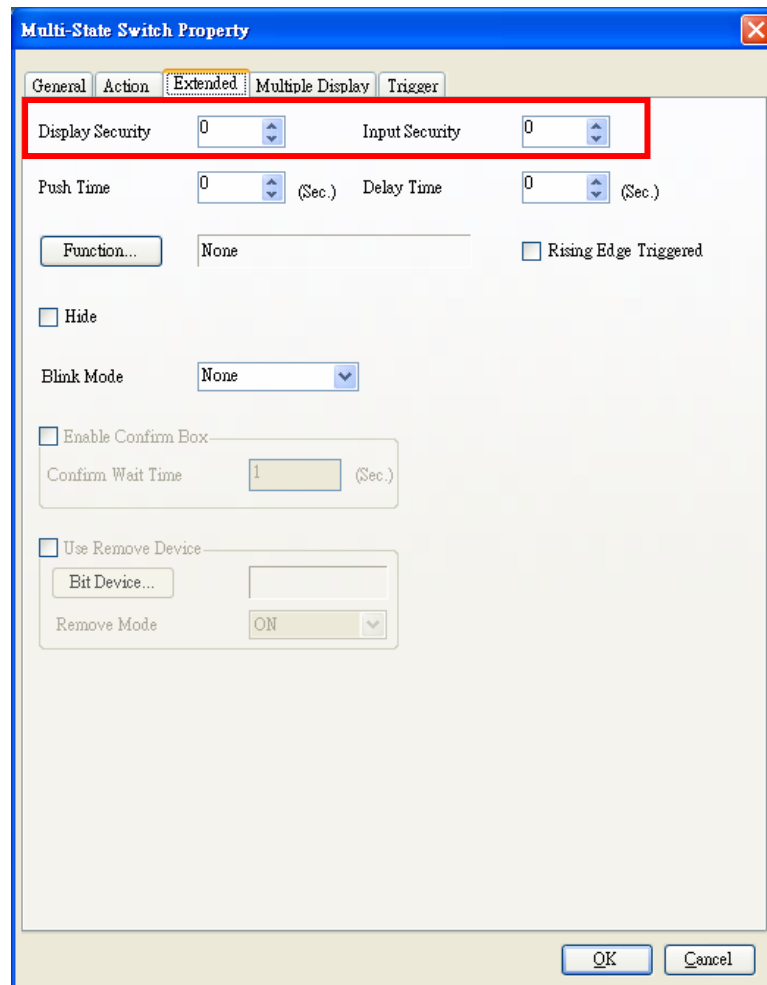 Multi-State Switch Property
General Action Extended Multiple Display Trigger
Display Security 0 Input Security 0
Push Time 0 (Sec.) Delay Time 0 (Sec.)
Function... None Rising Edge Triggered
Hide
Blink Mode None
Enable Confirm Box
Confirm Wait Time 1 (Sec.)
Use Remove Device
Bit Device...
Remove Mode ON
OK Cancel